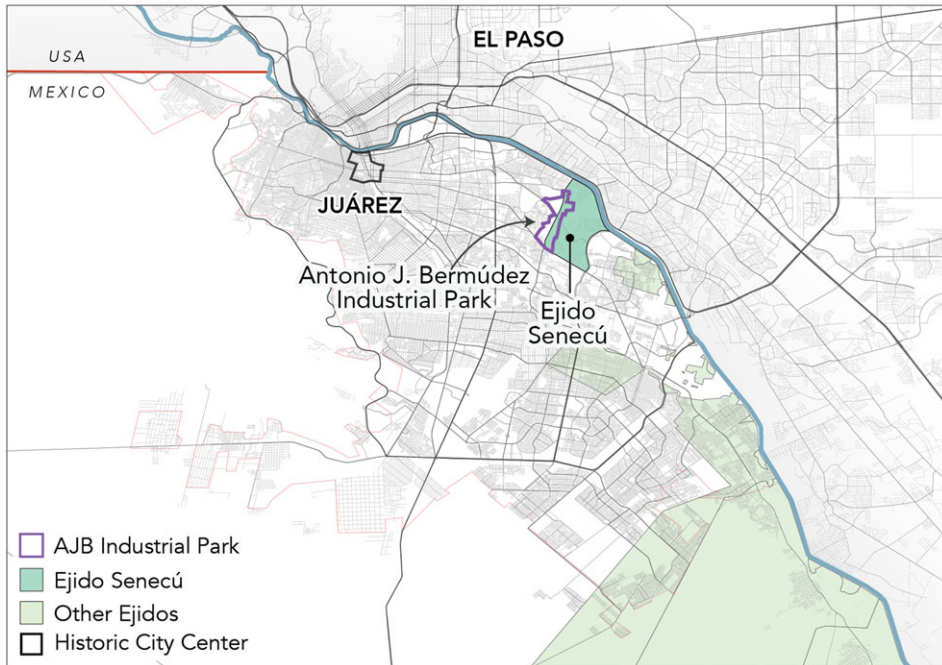 EL PASO
USA
MEXICO
JUÁREZ
Antonio J. Bermúdez
Industrial Park
Ejido
Senecú
AJB Industrial Park
Ejido Senecú
Other Ejidos
Historic City Center